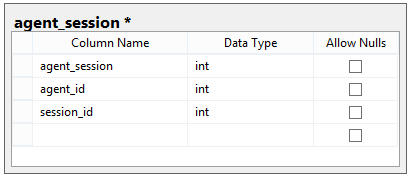 agent_session *
Column Name Data Type Allow Nulls
agent_session int
agent_id int
session_id int